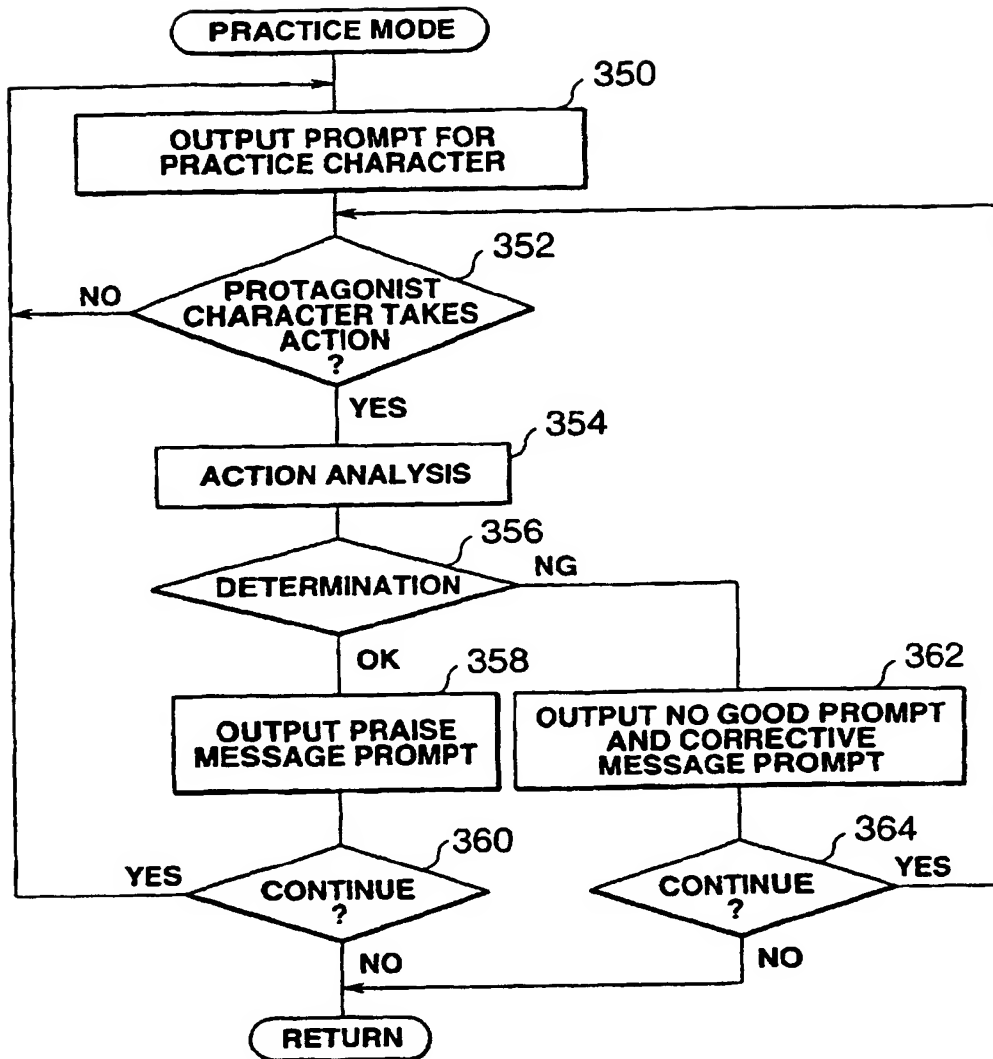 PRACTICE MODE
350
OUTPUT PROMPT FOR
PRACTICE CHARACTER
352
NO
PROTAGONIST
CHARACTER TAKES
ACTION
?
YES
354
ACTION ANALYSIS
356
DETERMINATION
NG
OK
358
OUTPUT PRAISE
MESSAGE PROMPT
362
OUTPUT NO GOOD PROMPT
AND CORRECTIVE
MESSAGE PROMPT
360
YES
CONTINUE
?
NO
364
CONTINUE
?
YES
NO
RETURN